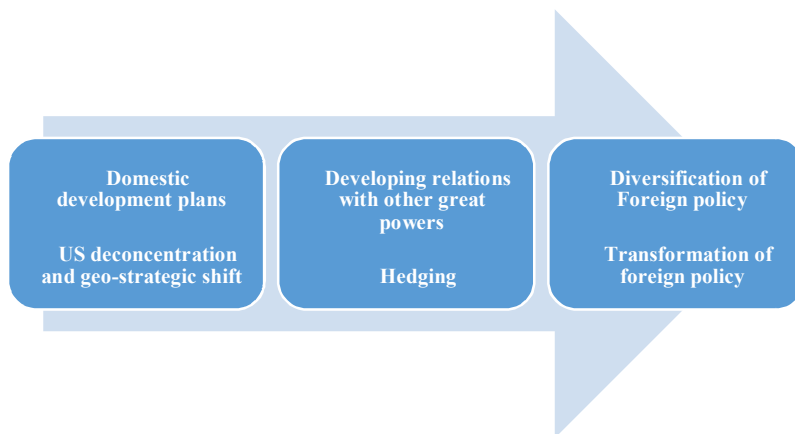 Domestic
development plans
US deconcentration
and geo-strategic shift
Developing relations
with other great
powers
Hedging
Diversification of
Foreign policy
Transformation of
foreign policy